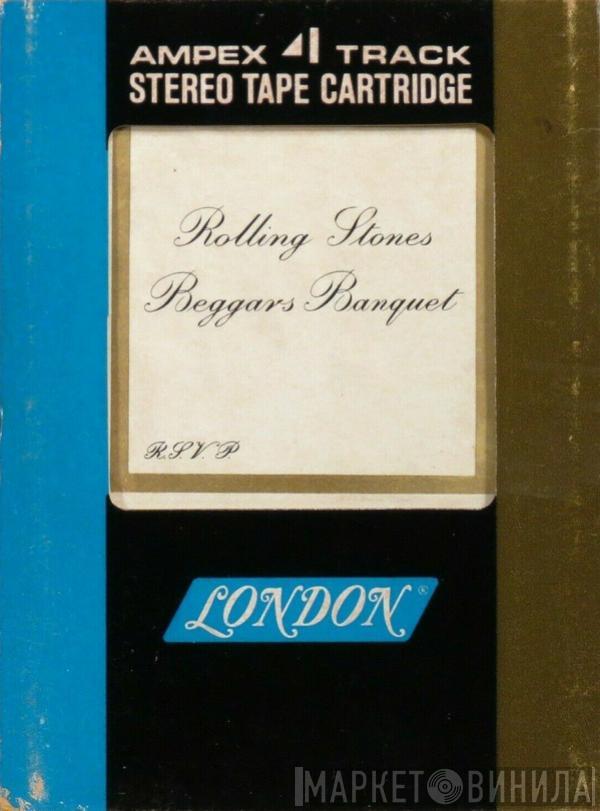 AMPEX 4 TRACK
STEREO TAPE CARTRIDGE
Rolling Stones
Beggars Banquet
R.S.V.P.
LONDON®
МАРКЕТ ВИНИЛА